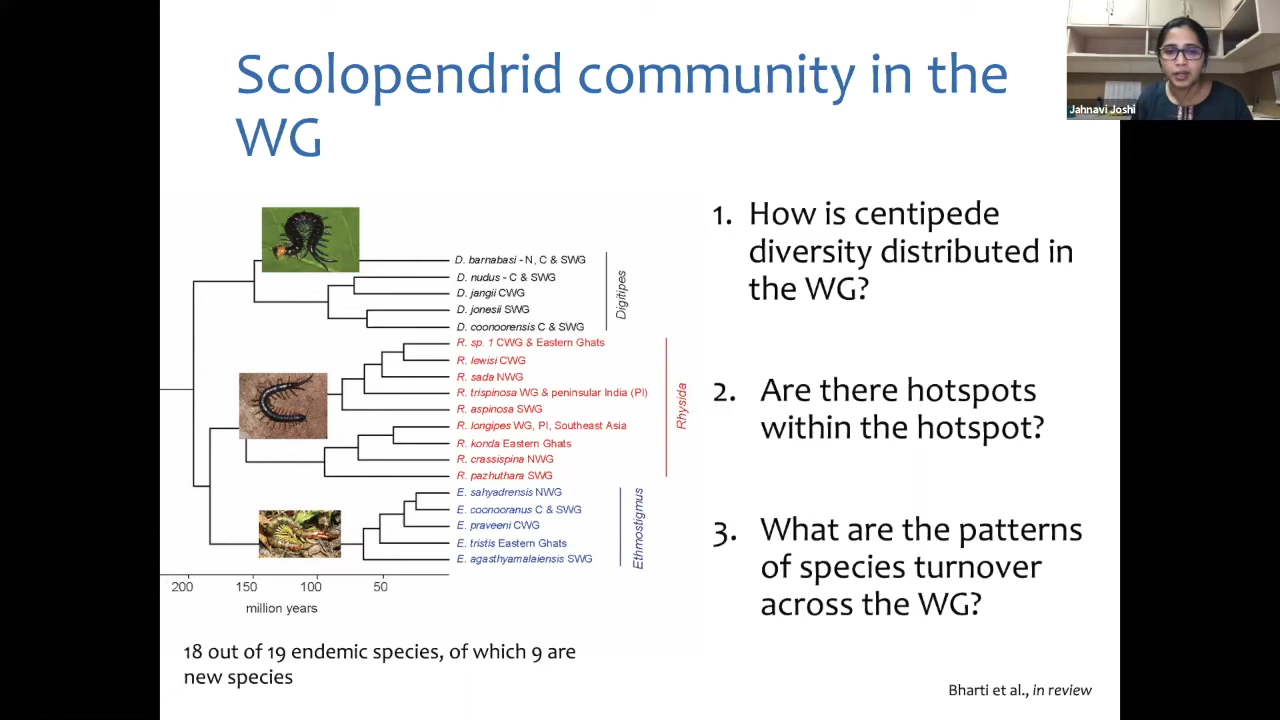 Scolopendrid community in the
WG
Jahnavi Joshi
D. barnabasi - N, C & SWG
D. nudus - C & SWG
D. jangii CWG
D. jonesii SWG
D. coonoorensis C & SWG
Digitipes
R. sp. 1 CWG & Eastern Ghats
R. lewisi CWG
R. sada NWG
R. trispinosa WG & peninsular India (PI)
R. aspinosa SWG
R. longipes WG, PI, Southeast Asia
R. konda Eastern Ghats
R. crassispina NWG
R. pazhuthara SWG
Rhysida
E. sahyadrensis NWG
E. coonooranus C & SWG
E. praveeni CWG
E. tristis Eastern Ghats
E. agasthyamalaiensis SWG
Ethmostigmus
200 150 100 50
million years
18 out of 19 endemic species, of which 9 are
new species
1. How is centipede
diversity distributed in
the WG?
2. Are there hotspots
within the hotspot?
3. What are the patterns
of species turnover
across the WG?
Bharti et al., in review